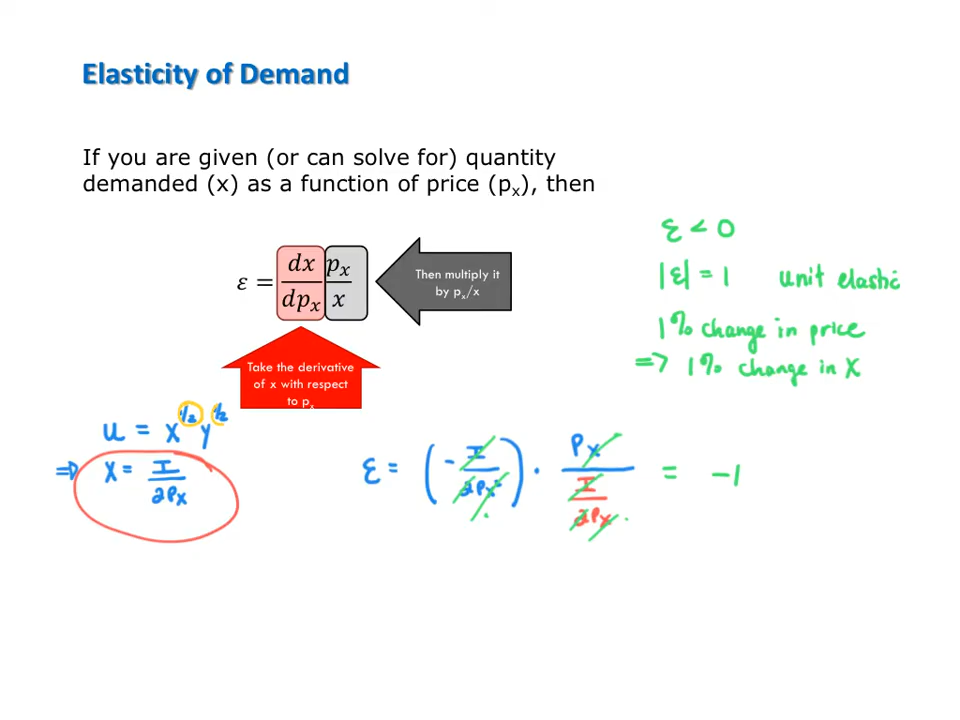 Elasticity of Demand
If you are given (or can solve for) quantity
demanded (x) as a function of price (pₓ), then
ε = dx/dpₓ pₓ/x
Then multiply it
by pₓ/x
Take the derivative
of x with respect
to pₓ
ε < 0
|ε| = 1 unit elastic
1% change in price
=> 1% change in X
u = x^1/2 y^1/2
=> x = I/2Pₓ
ε = (-I/2Pₓ²) · Pₓ/(I/2Pₓ) = -1